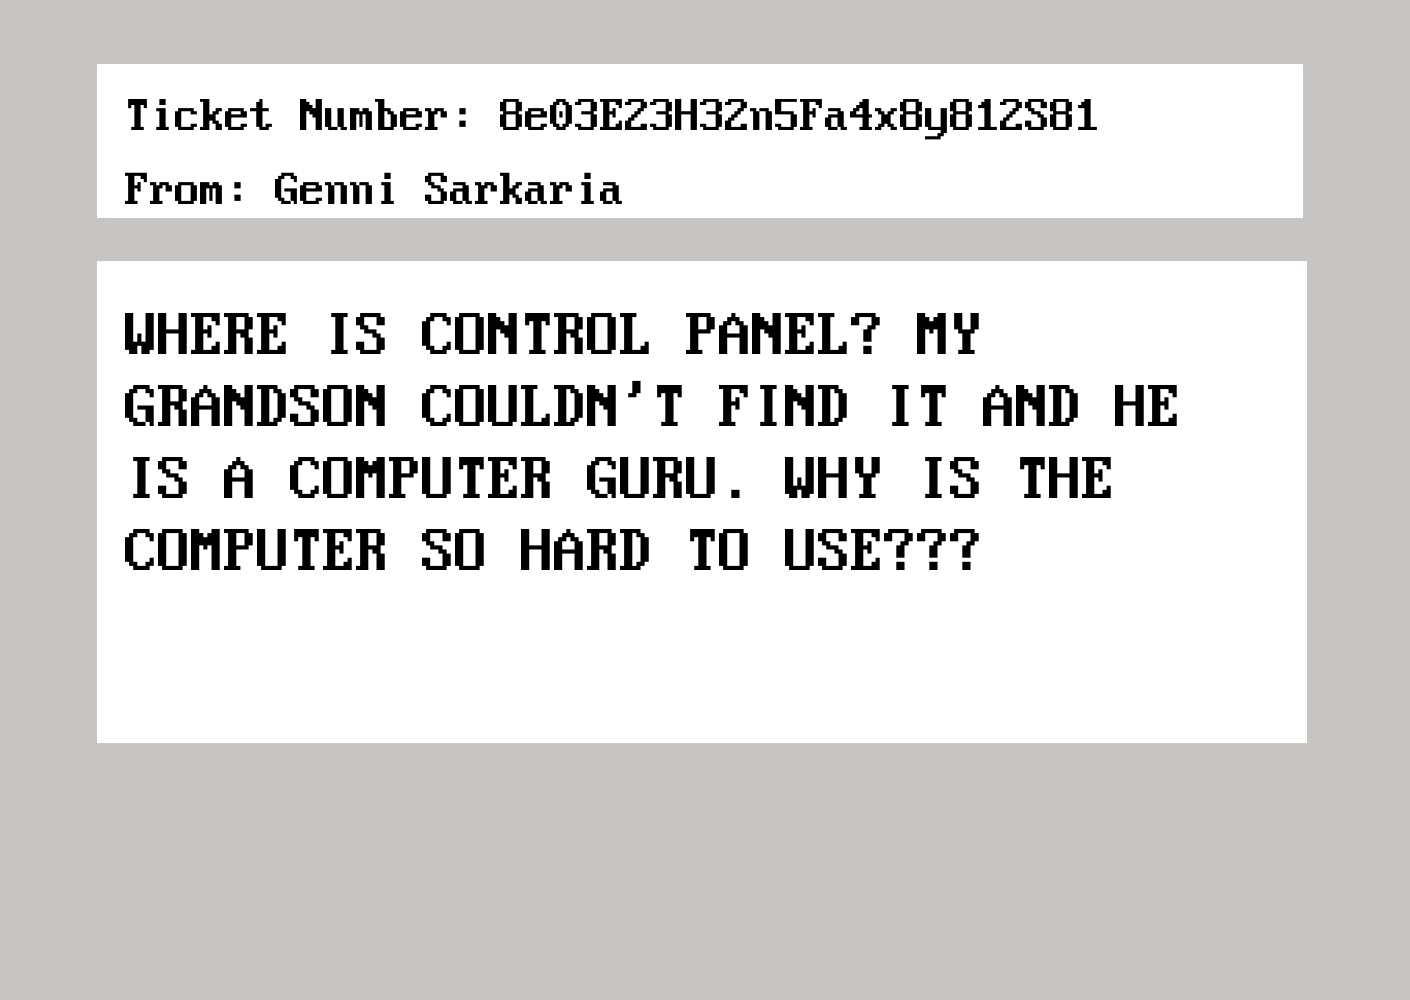 Ticket Number: 8e03E23H32n5Fa4x8y812S81
From: Genni Sarkaria
WHERE IS CONTROL PANEL? MY
GRANDSON COULDN'T FIND IT AND HE
IS A COMPUTER GURU. WHY IS THE
COMPUTER SO HARD TO USE???